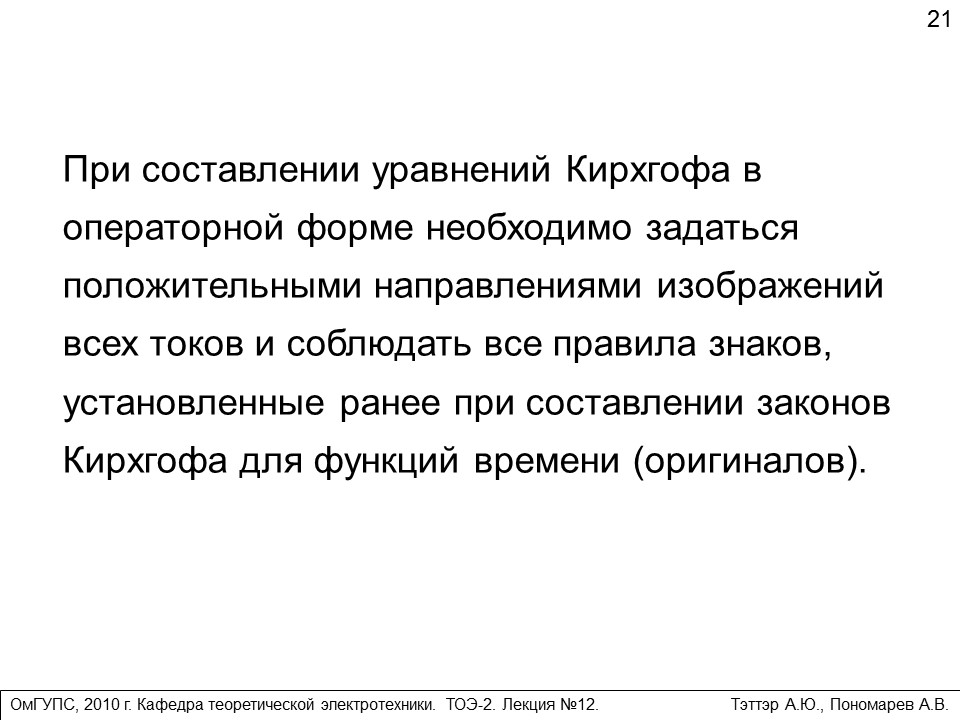 21
При составлении уравнений Кирхгофа в
операторной форме необходимо задаться
положительными направлениями изображений
всех токов и соблюдать все правила знаков,
установленные ранее при составлении законов
Кирхгофа для функций времени (оригиналов).
ОмГУПС, 2010 г. Кафедра теоретической электротехники. ТОЭ-2. Лекция №12. Тэттэр А.Ю., Пономарев А.В.